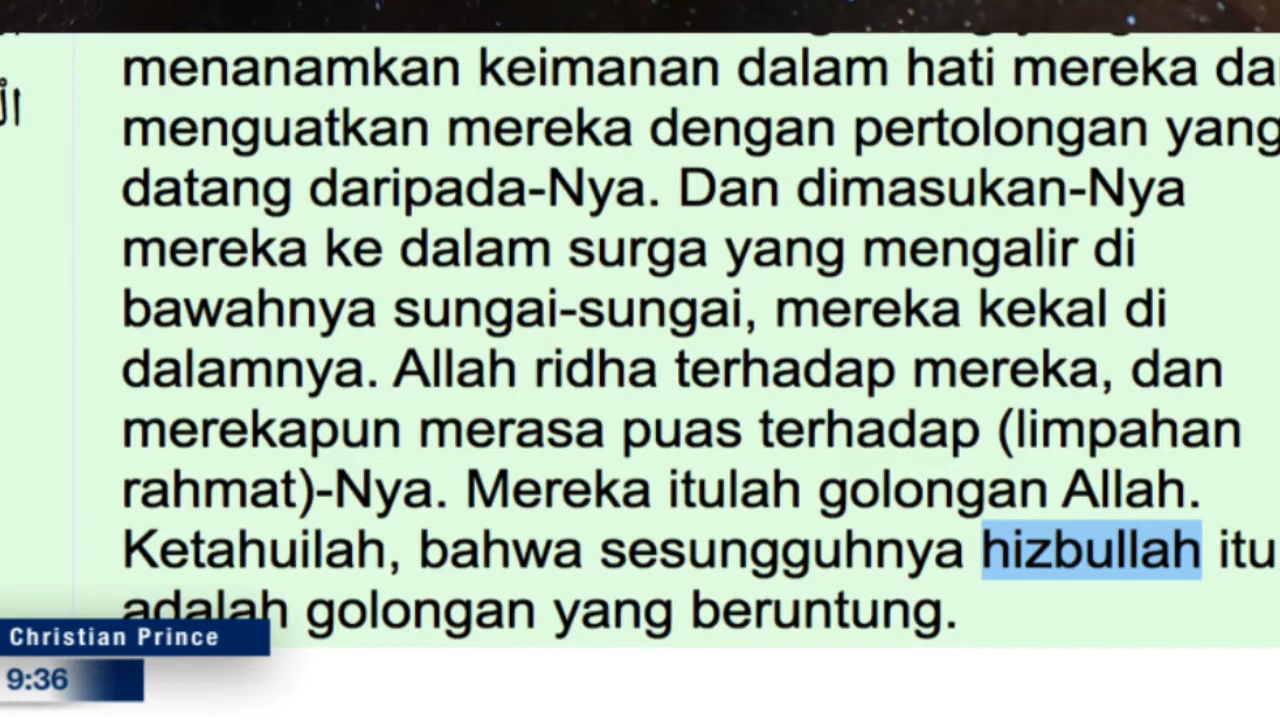 menanamkan keimanan dalam hati mereka
menguatkan mereka dengan pertolongan yang
datang daripada-Nya. Dan dimasukan-Nya
mereka ke dalam surga yang mengalir di
bawahnya sungai-sungai, mereka kekal di
dalamnya. Allah ridha terhadap mereka, dan
merekapun merasa puas terhadap (limpahan
rahmat)-Nya. Mereka itulah golongan Allah.
Ketahuilah, bahwa sesungguhnya hizbullah itu
adalah golongan yang beruntung.
Christian Prince
9:36